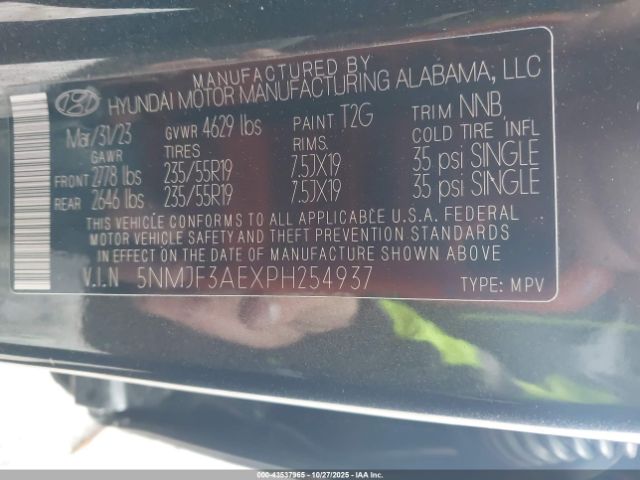 MANUFACTURED BY
HYUNDAI MOTOR MANUFACTURING ALABAMA, LLC
Mar/31/23 GVWR 4629 lbs PAINT T2G TRIM NNB
GAWR TIRES RIMS. COLD TIRE INFL
FRONT 2778 lbs 235/55R19 7.5JX19 35 psi SINGLE
REAR 2646 lbs 235/55R19 7.5JX19 35 psi SINGLE
THIS VEHICLE CONFORMS TO ALL APPLICABLE U.S.A. FEDERAL
MOTOR VEHICLE SAFETY AND THEFT PREVENTION STANDARDS
IN EFFECT ON THE DATE OF MANUFACTURE SHOWN ABOVE
V.I.N 5NMJF3AEXPH254937 TYPE: MPV
000-43537965 - 10/27/2025 - IAAI.COM